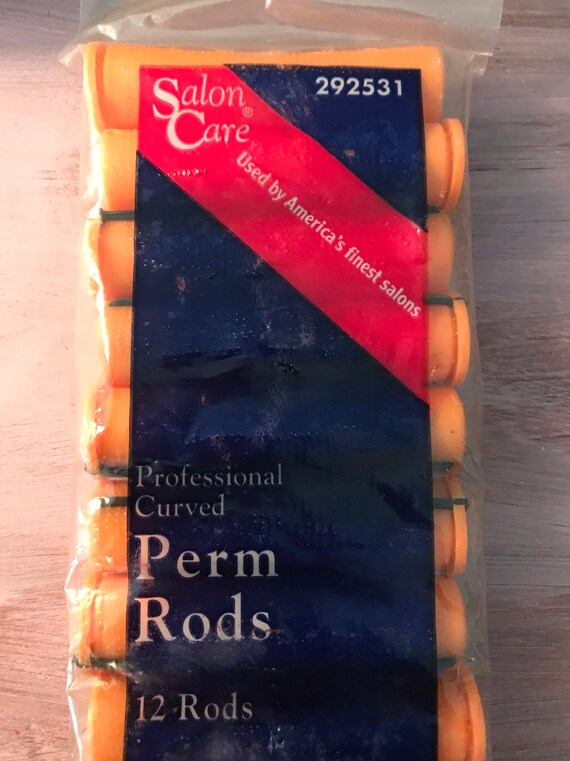 Salon
Care®
292531
Used by America's finest salons
Professional
Curved
Perm
Rods
12 Rods